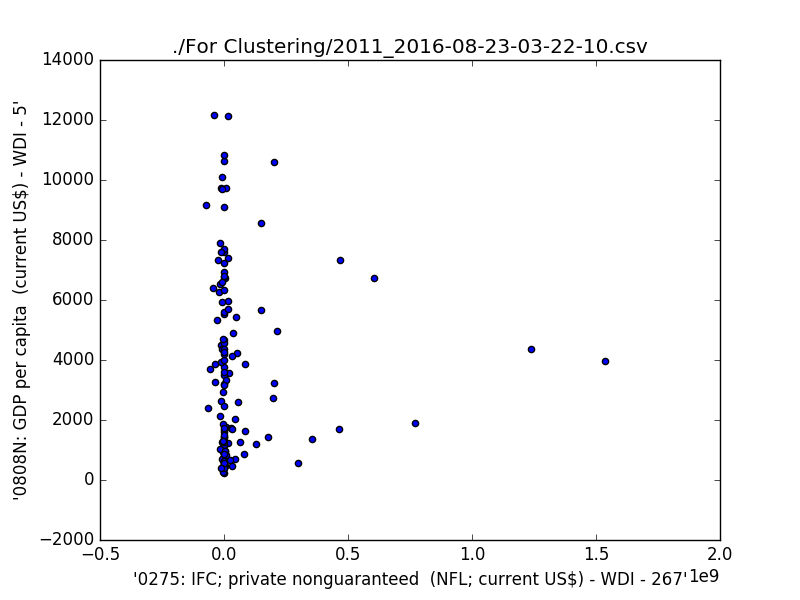 ./For Clustering/2011_2016-08-23-03-22-10.csv
14000
12000
10000
8000
6000
4000
2000
0
−2000
'0808N: GDP per capita  (current US$) - WDI - 5'
−0.5 0.0 0.5 1.0 1.5 2.0
1e9
'0275: IFC; private nonguaranteed  (NFL; current US$) - WDI - 267'